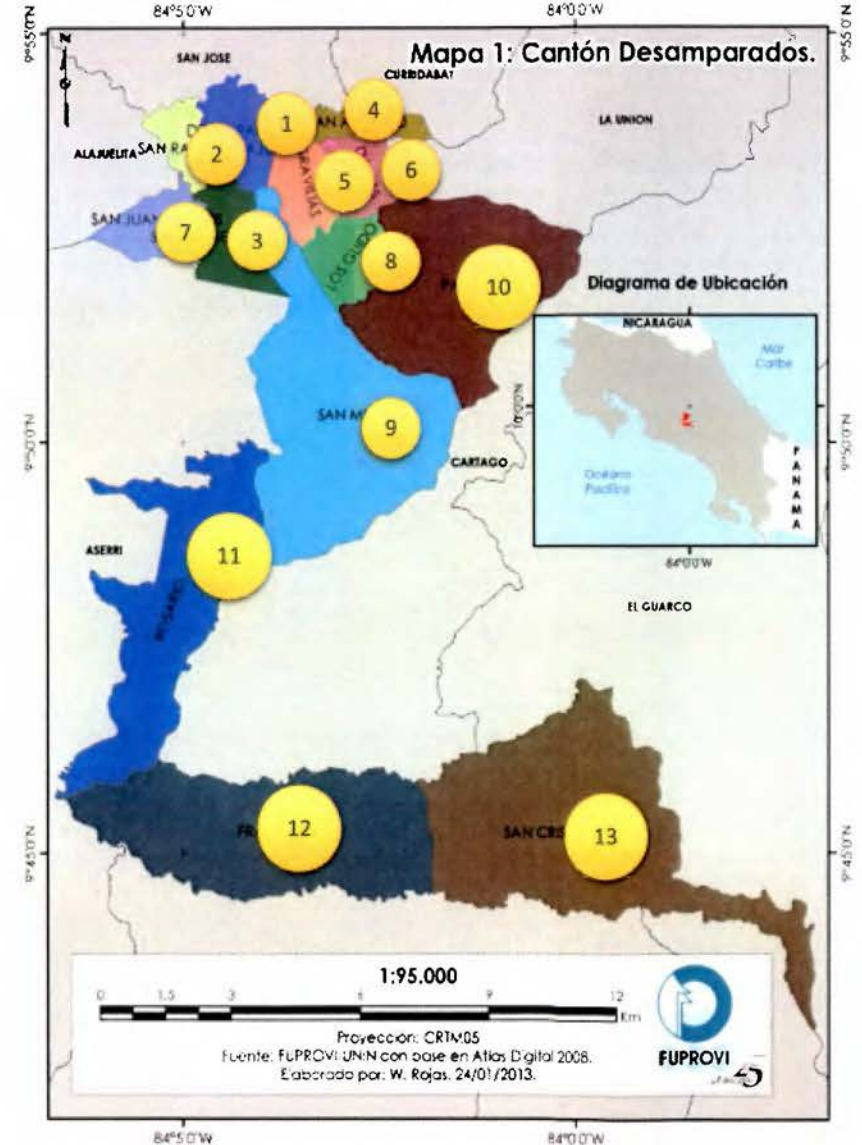 84°5'0"W 84°0'0"W
9°55'0"N 9°55'0"N
Mapa 1: Cantón Desamparados.
SAN JOSE
CURRIDABAT
LA UNION
ALAJUELITA
1
2
3
4
5
6
7
8
9
10
11
12
13
SAN JUAN
LOS GUIDO
Diagrama de Ubicación
NICARAGUA
Mar
Caribe
Océano
Pacífico
PANAMA
10°0'0"N
84°0'0"W
9°50'0"N 9°50'0"N
CARTAGO
ASERRI
ROSARIO
EL GUARCO
9°45'0"N 9°45'0"N
1:95.000
0 1.5 3 6 9 12
Km
Proyeccion: CRTM05
Fuente: FUPROVI UNIN con base en Atlas Digital 2008.
Elaborado por: W. Rojas. 24/01/2013.
FUPROVI
25
84°5'0"W 84°0'0"W